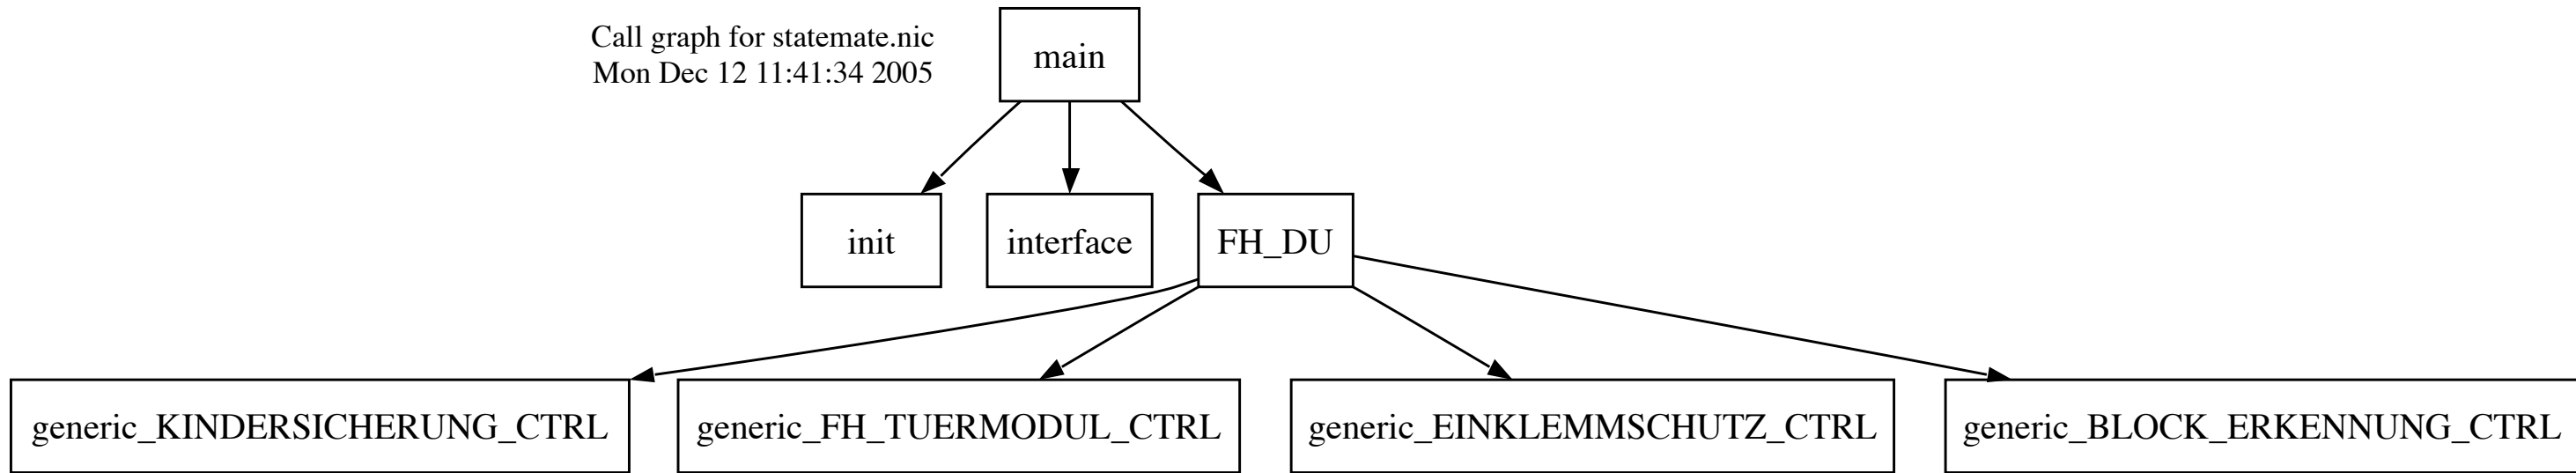 Call graph for statemate.nic
Mon Dec 12 11:41:34 2005
main
init
interface
FH_DU
generic_KINDERSICHERUNG_CTRL
generic_FH_TUERMODUL_CTRL
generic_EINKLEMMSCHUTZ_CTRL
generic_BLOCK_ERKENNUNG_CTRL